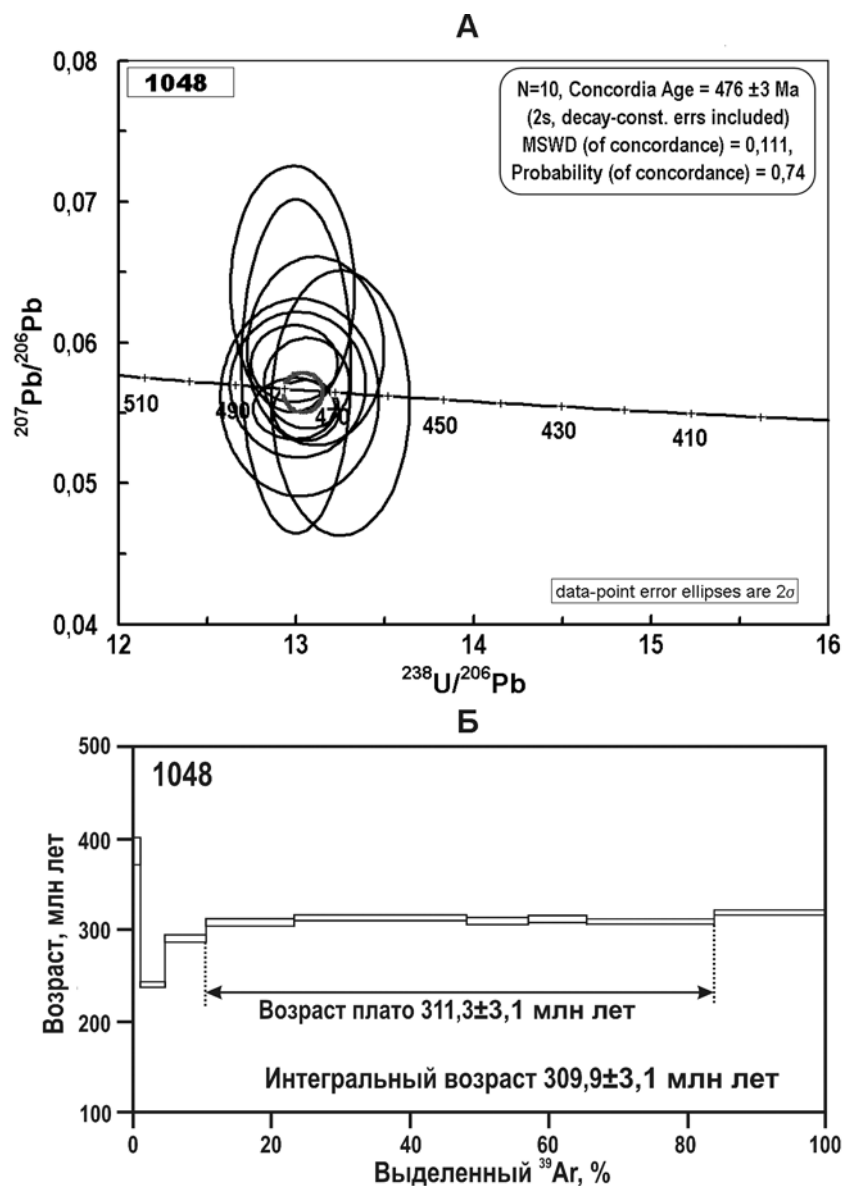 А
0,08
1048
N=10, Concordia Age = 476 ±3 Ma
(2s, decay-const. errs included)
MSWD (of concordance) = 0,111,
Probability (of concordance) = 0,74
0,07
0,06
0,05
0,04
²⁰⁷Pb/²⁰⁶Pb
510
490
470
450
430
410
data-point error ellipses are 2σ
12
13
14
15
16
²³⁸U/²⁰⁶Pb
Б
500
1048
400
300
200
100
Возраст, млн лет
Возраст плато 311,3±3,1 млн лет
Интегральный возраст 309,9±3,1 млн лет
0
20
40
60
80
100
Выделенный ³⁹Ar, %